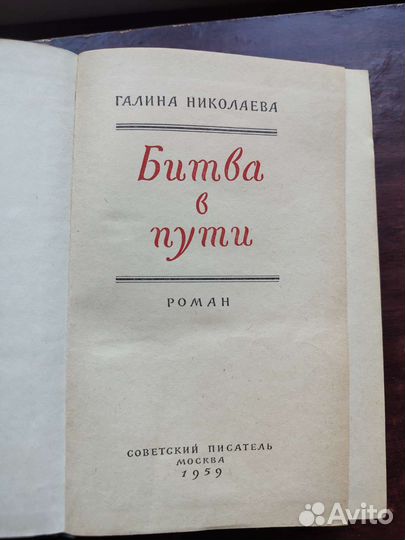 ГАЛИНА НИКОЛАЕВА
Битва
в
пути
РОМАН
СОВЕТСКИЙ ПИСАТЕЛЬ
МОСКВА
1959
Avito